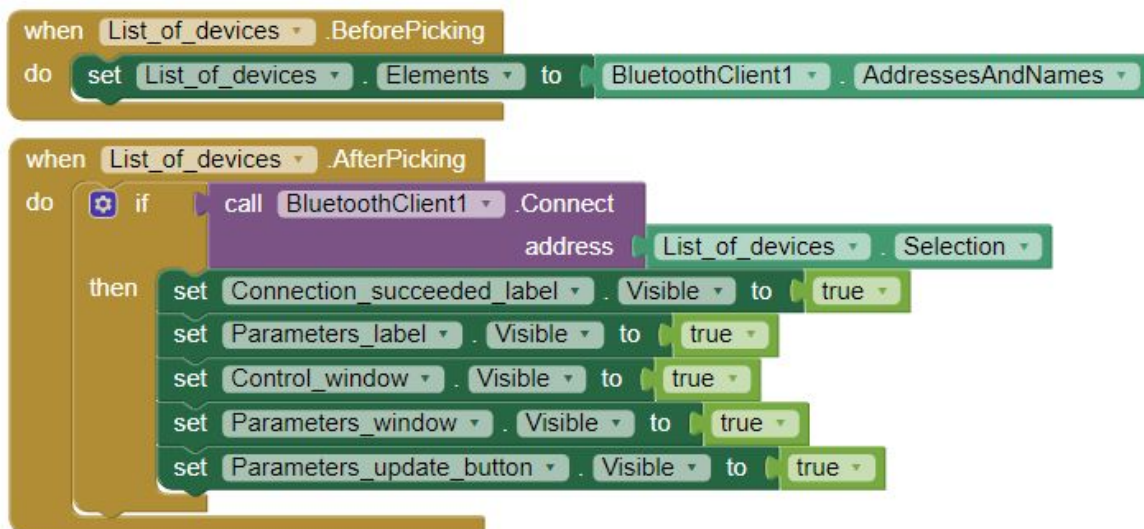 when List_of_devices .BeforePicking
do set List_of_devices . Elements to BluetoothClient1 . AddressesAndNames
when List_of_devices .AfterPicking
do if call BluetoothClient1 .Connect
address List_of_devices . Selection
then set Connection_succeeded_label . Visible to true
set Parameters_label . Visible to true
set Control_window . Visible to true
set Parameters_window . Visible to true
set Parameters_update_button . Visible to true